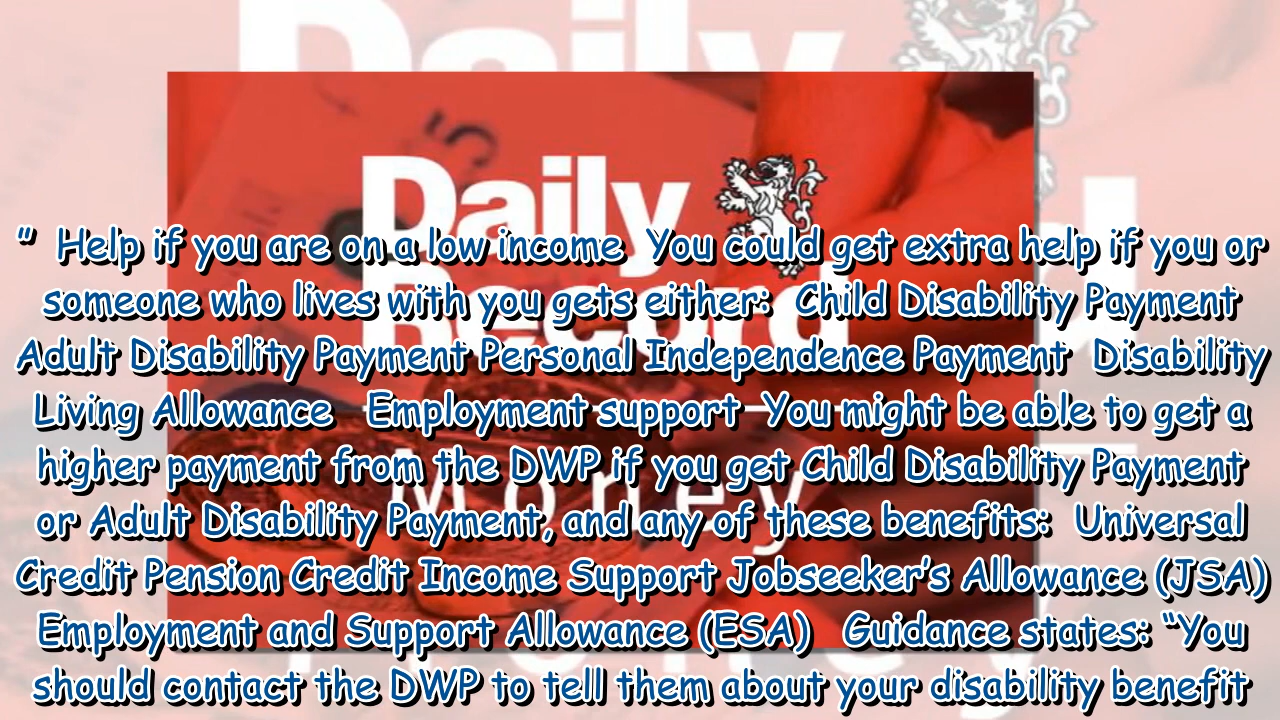 Daily
Daily
Record
Money
”  Help if you are on a low income  You could get extra help if you or
someone who lives with you gets either:  Child Disability Payment
Adult Disability Payment Personal Independence Payment  Disability
Living Allowance   Employment support  You might be able to get a
higher payment from the DWP if you get Child Disability Payment
or Adult Disability Payment, and any of these benefits:  Universal
Credit Pension Credit Income Support Jobseeker’s Allowance (JSA)
Employment and Support Allowance (ESA)   Guidance states: “You
should contact the DWP to tell them about your disability benefit